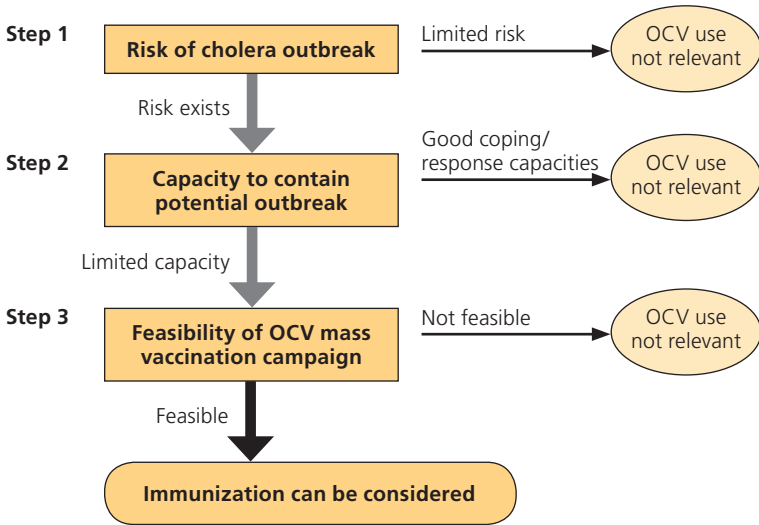 Step 1
Risk of cholera outbreak
Limited risk
OCV use
not relevant
Risk exists
Step 2
Capacity to contain
potential outbreak
Good coping/
response capacities
OCV use
not relevant
Limited capacity
Step 3
Feasibility of OCV mass
vaccination campaign
Not feasible
OCV use
not relevant
Feasible
Immunization can be considered